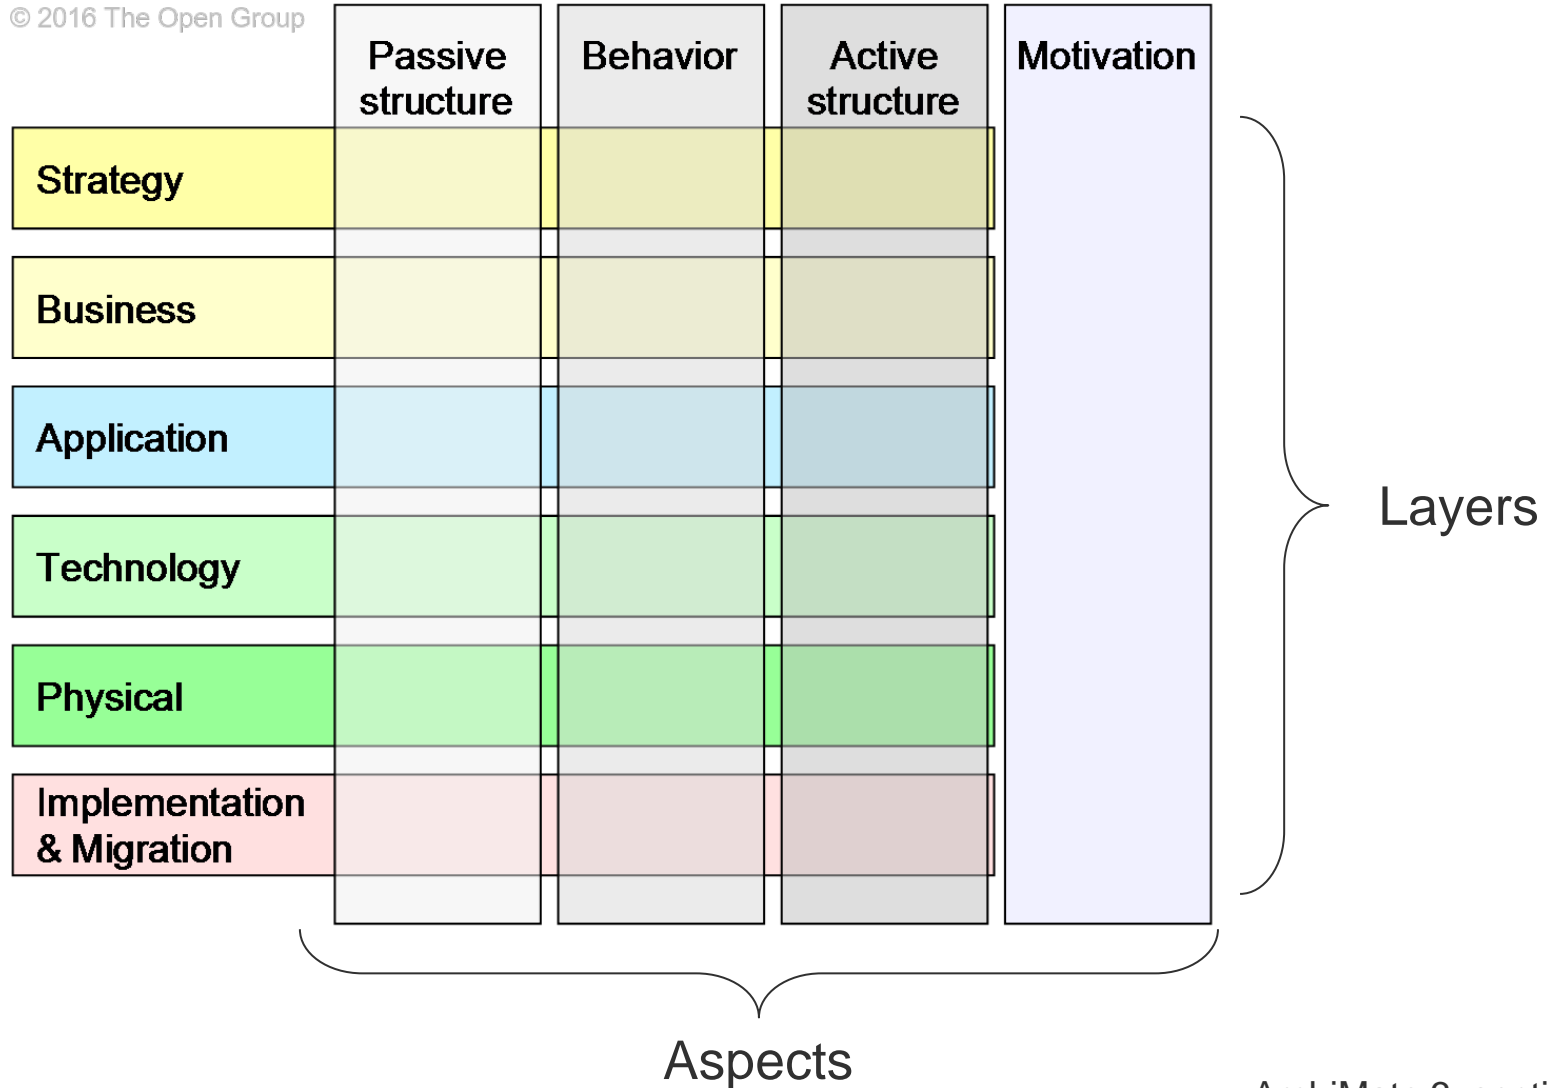 © 2016 The Open Group
Passive
structure
Behavior
Active
structure
Motivation
Strategy
Business
Application
Technology
Physical
Implementation
& Migration
Layers
Aspects